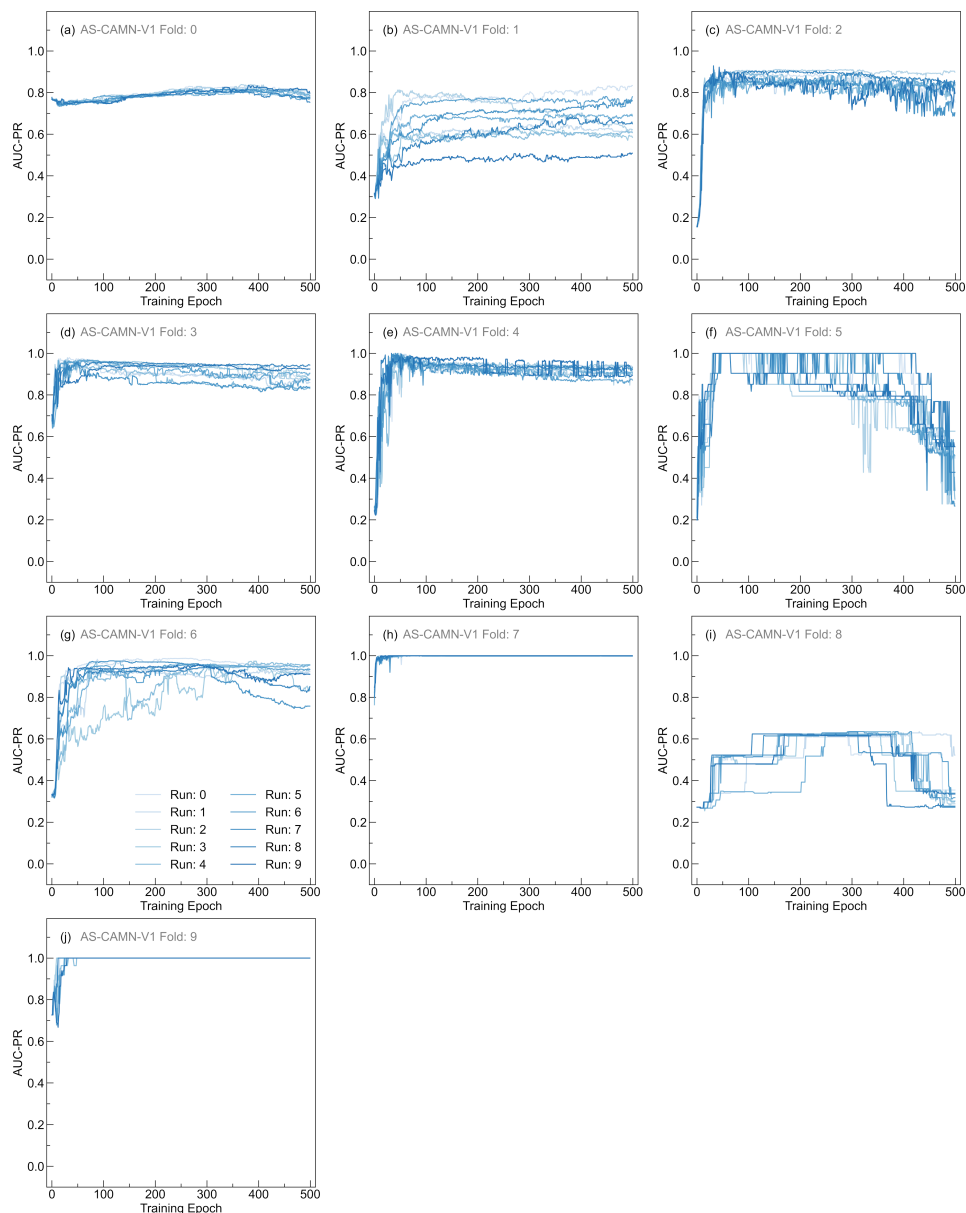 (a) AS-CAMN-V1 Fold: 0
1.0
0.8
0.6
0.4
0.2
0.0
AUC-PR
0 100 200 300 400 500
Training Epoch
(b) AS-CAMN-V1 Fold: 1
1.0
0.8
0.6
0.4
0.2
0.0
AUC-PR
0 100 200 300 400 500
Training Epoch
(c) AS-CAMN-V1 Fold: 2
1.0
0.8
0.6
0.4
0.2
0.0
AUC-PR
0 100 200 300 400 500
Training Epoch
(d) AS-CAMN-V1 Fold: 3
1.0
0.8
0.6
0.4
0.2
0.0
AUC-PR
0 100 200 300 400 500
Training Epoch
(e) AS-CAMN-V1 Fold: 4
1.0
0.8
0.6
0.4
0.2
0.0
AUC-PR
0 100 200 300 400 500
Training Epoch
(f) AS-CAMN-V1 Fold: 5
1.0
0.8
0.6
0.4
0.2
0.0
AUC-PR
0 100 200 300 400 500
Training Epoch
(g) AS-CAMN-V1 Fold: 6
1.0
0.8
0.6
0.4
0.2
0.0
AUC-PR
Run: 0 Run: 5
Run: 1 Run: 6
Run: 2 Run: 7
Run: 3 Run: 8
Run: 4 Run: 9
0 100 200 300 400 500
Training Epoch
(h) AS-CAMN-V1 Fold: 7
1.0
0.8
0.6
0.4
0.2
0.0
AUC-PR
0 100 200 300 400 500
Training Epoch
(i) AS-CAMN-V1 Fold: 8
1.0
0.8
0.6
0.4
0.2
0.0
AUC-PR
0 100 200 300 400 500
Training Epoch
(j) AS-CAMN-V1 Fold: 9
1.0
0.8
0.6
0.4
0.2
0.0
AUC-PR
0 100 200 300 400 500
Training Epoch